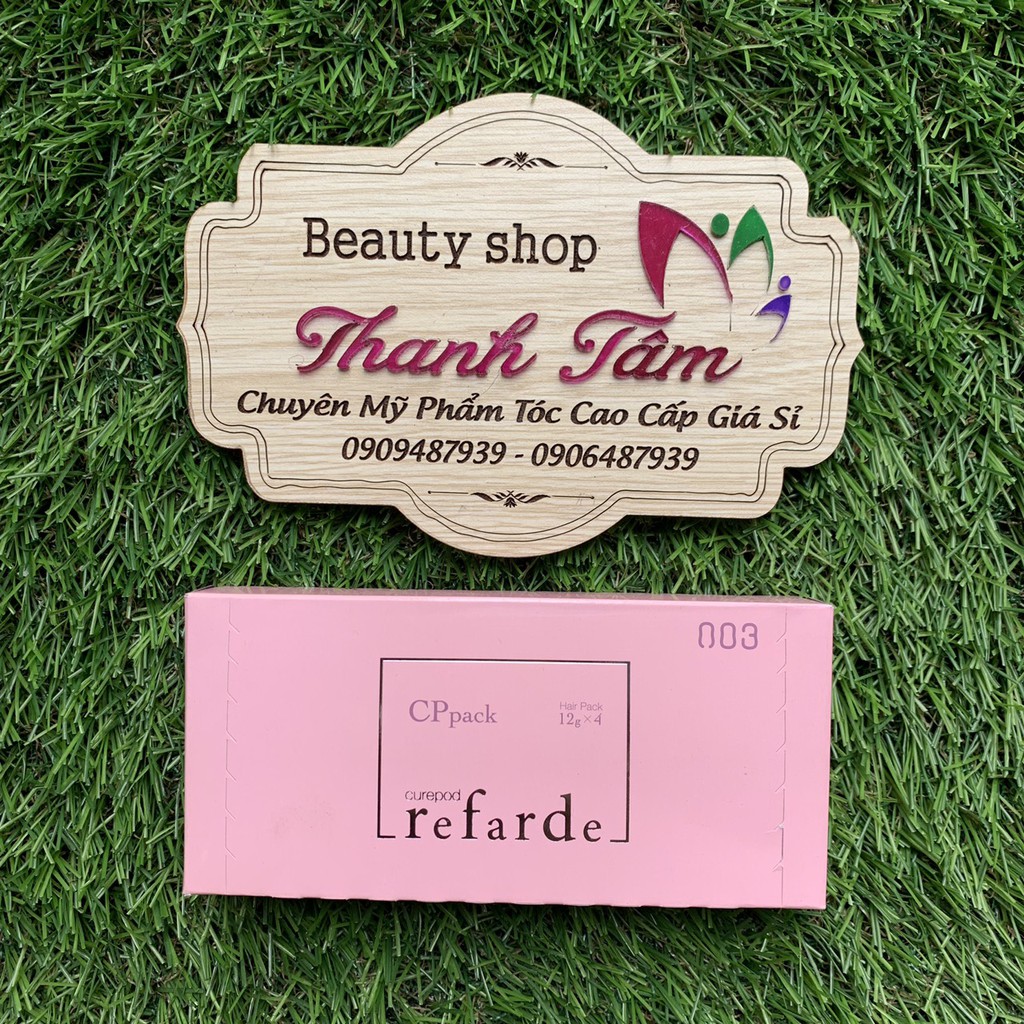 Beauty shop
Thanh Tâm
Chuyên Mỹ Phẩm Tóc Cao Cấp Giá Sỉ
0909487939 - 0906487939
003
CPpack
Hair Pack
12g×4
curepod
refarde